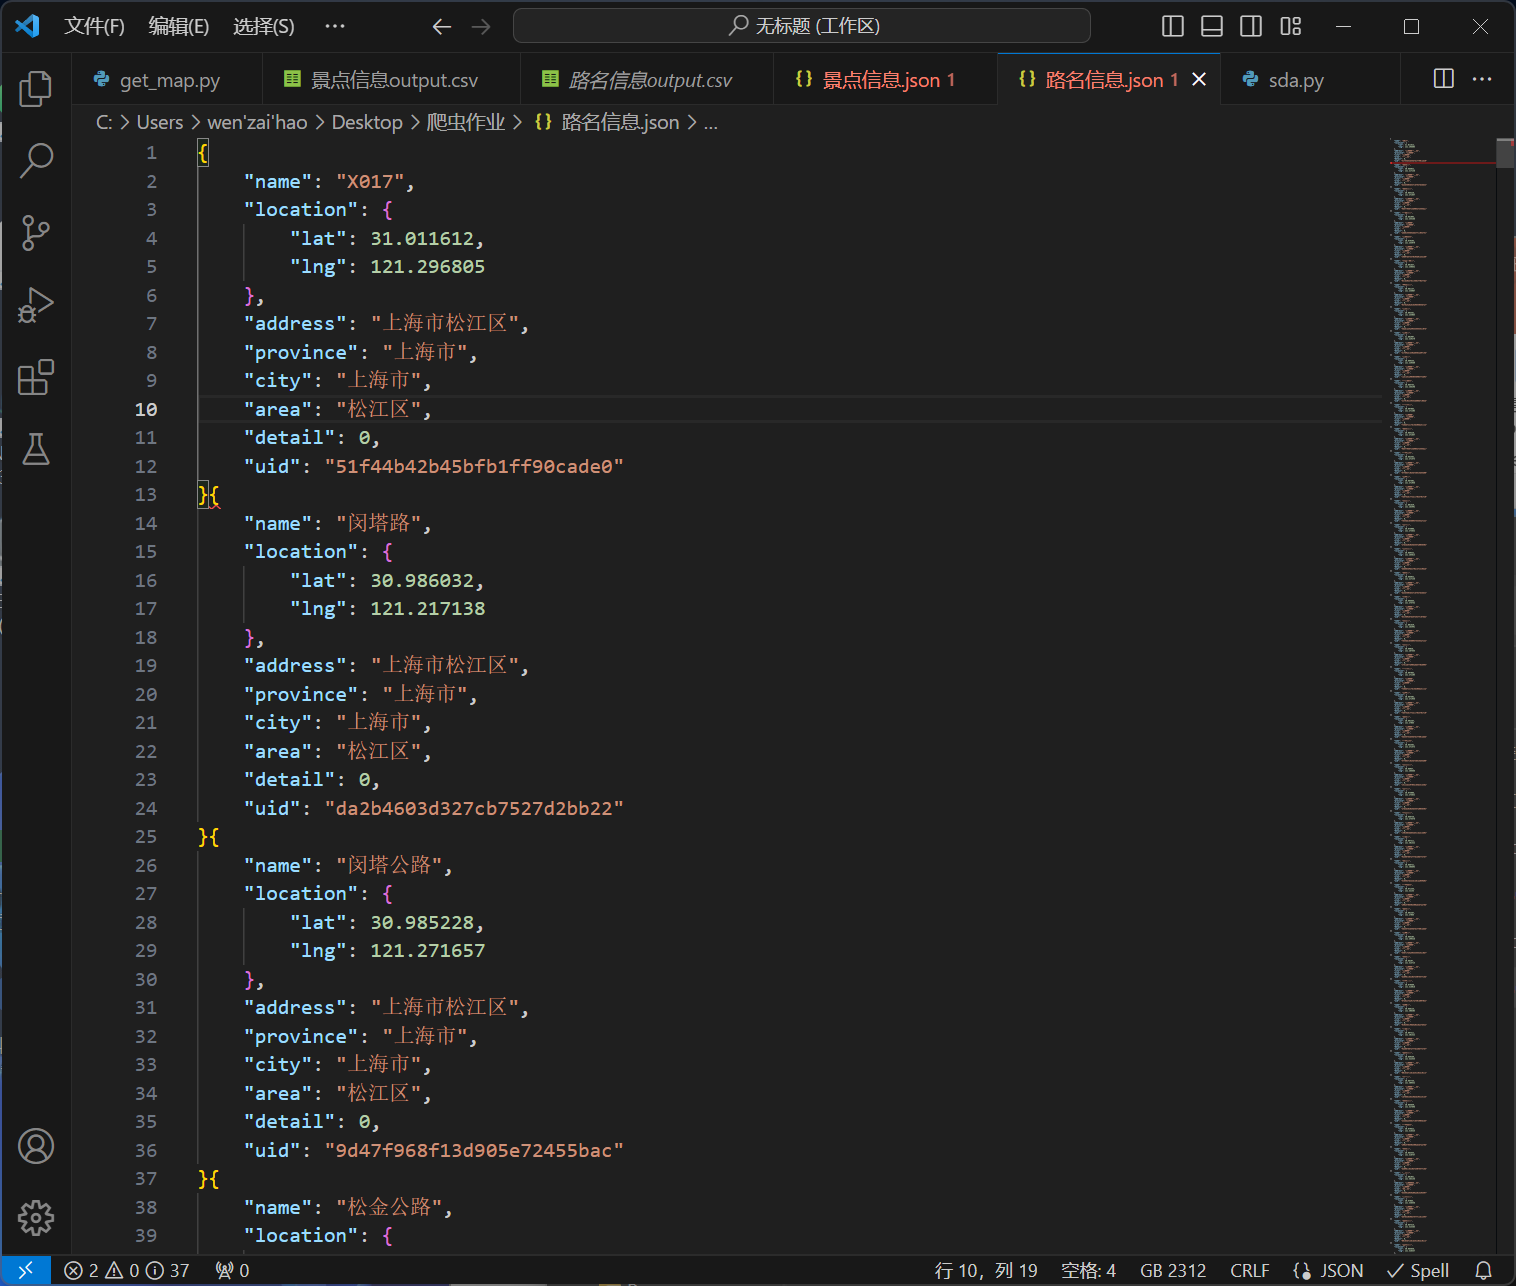 文件(F) 编辑(E) 选择(S) ··· 无标题 (工作区)
get_map.py 景点信息output.csv 路名信息output.csv {} 景点信息.json 1 {} 路名信息.json 1 sda.py ···
C: > Users > wen'zai'hao > Desktop > 爬虫作业 > {} 路名信息.json > ...
1 {
2 "name": "X017",
3 "location": {
4 "lat": 31.011612,
5 "lng": 121.296805
6 },
7 "address": "上海市松江区",
8 "province": "上海市",
9 "city": "上海市",
10 "area": "松江区",
11 "detail": 0,
12 "uid": "51f44b42b45bfb1ff90cade0"
13 }{
14 "name": "闵塔路",
15 "location": {
16 "lat": 30.986032,
17 "lng": 121.217138
18 },
19 "address": "上海市松江区",
20 "province": "上海市",
21 "city": "上海市",
22 "area": "松江区",
23 "detail": 0,
24 "uid": "da2b4603d327cb7527d2bb22"
25 }{
26 "name": "闵塔公路",
27 "location": {
28 "lat": 30.985228,
29 "lng": 121.271657
30 },
31 "address": "上海市松江区",
32 "province": "上海市",
33 "city": "上海市",
34 "area": "松江区",
35 "detail": 0,
36 "uid": "9d47f968f13d905e72455bac"
37 }{
38 "name": "松金公路",
39 "location": {
2 0 37 0 行 10，列 19 空格: 4 GB 2312 CRLF {} JSON Spell